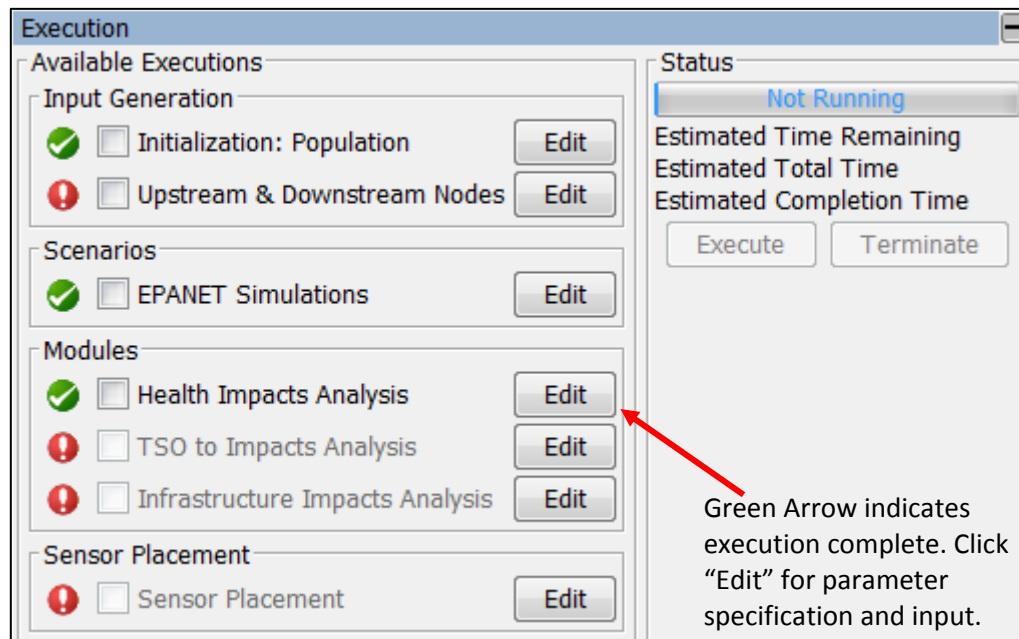 Execution
Available Executions
Input Generation
Initialization: Population Edit
Upstream & Downstream Nodes Edit
Scenarios
EPANET Simulations Edit
Modules
Health Impacts Analysis Edit
TSO to Impacts Analysis Edit
Infrastructure Impacts Analysis Edit
Sensor Placement
Sensor Placement Edit
Status
Not Running
Estimated Time Remaining
Estimated Total Time
Estimated Completion Time
Execute Terminate
Green Arrow indicates
execution complete. Click
“Edit” for parameter
specification and input.